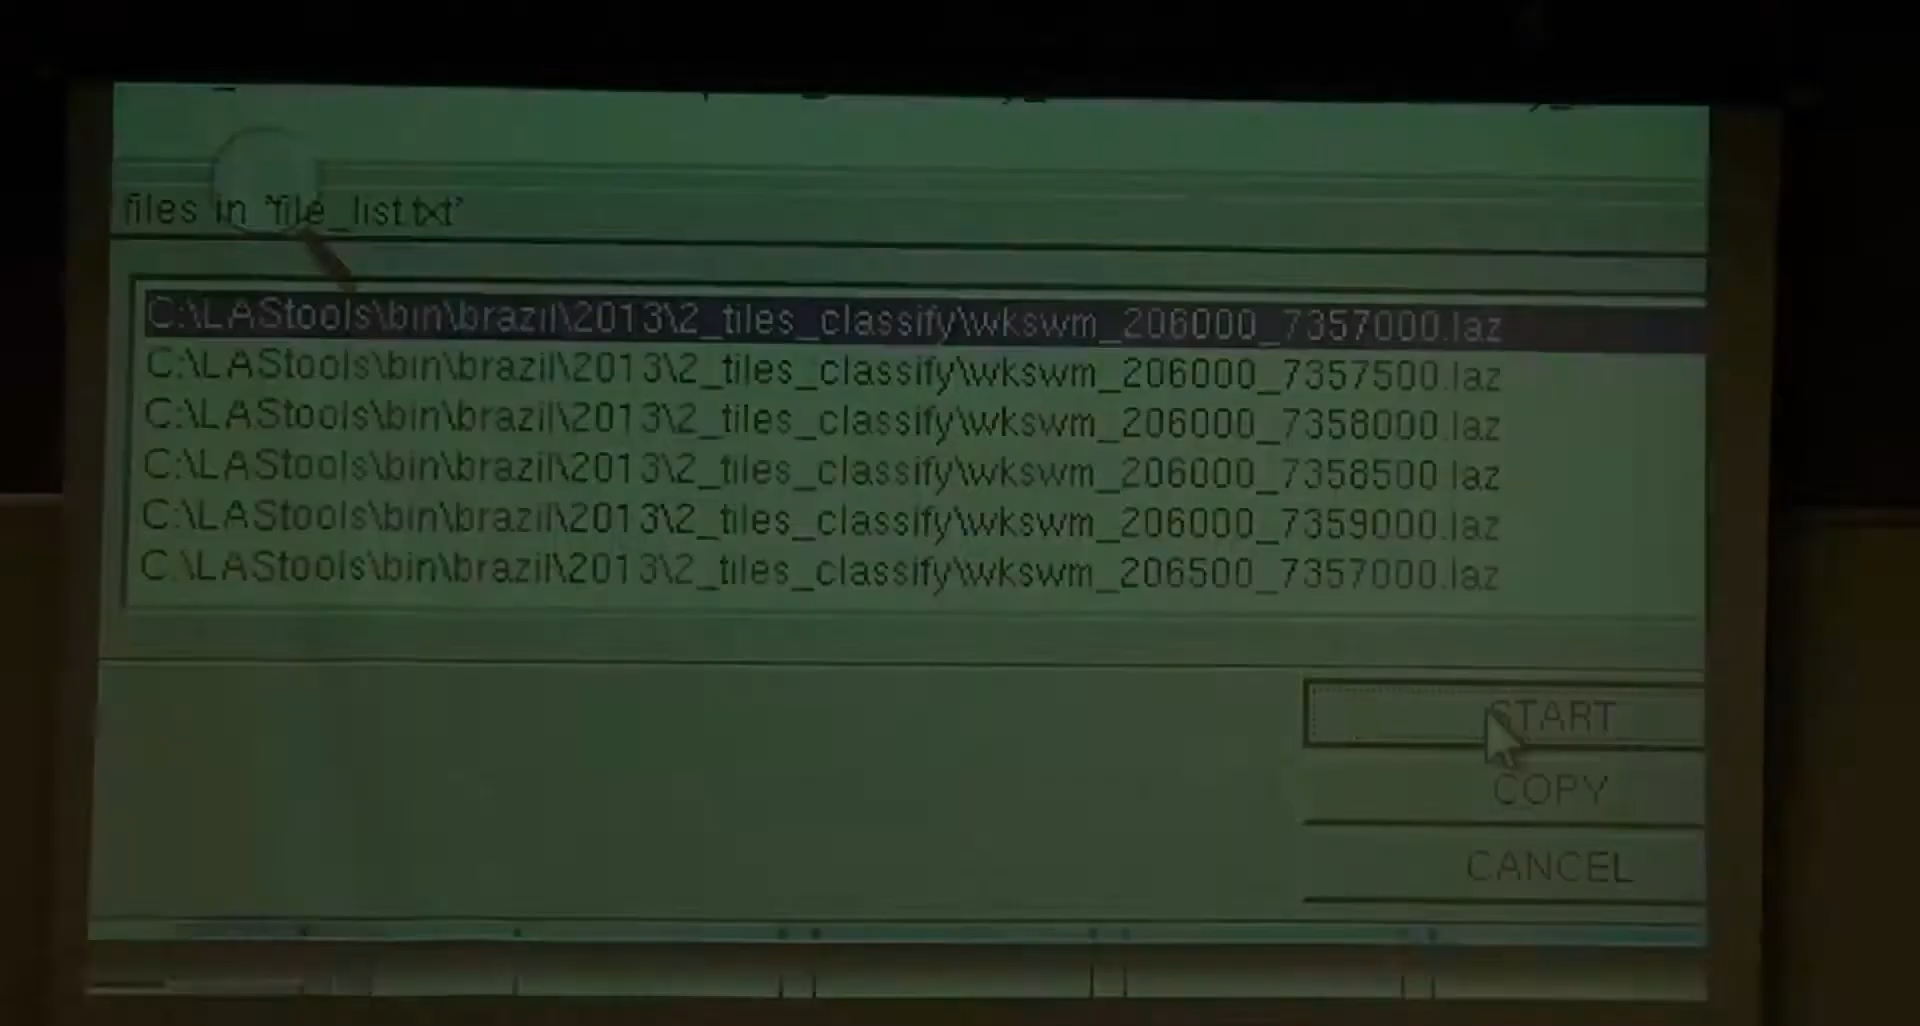 files in 'file_list.txt'
C:\LAStools\bin\brazil\2013\2_tiles_classify\wkswm_206000_7357000.laz
C:\LAStools\bin\brazil\2013\2_tiles_classify\wkswm_206000_7357500.laz
C:\LAStools\bin\brazil\2013\2_tiles_classify\wkswm_206000_7358000.laz
C:\LAStools\bin\brazil\2013\2_tiles_classify\wkswm_206000_7358500.laz
C:\LAStools\bin\brazil\2013\2_tiles_classify\wkswm_206000_7359000.laz
C:\LAStools\bin\brazil\2013\2_tiles_classify\wkswm_206500_7357000.laz
START
COPY
CANCEL